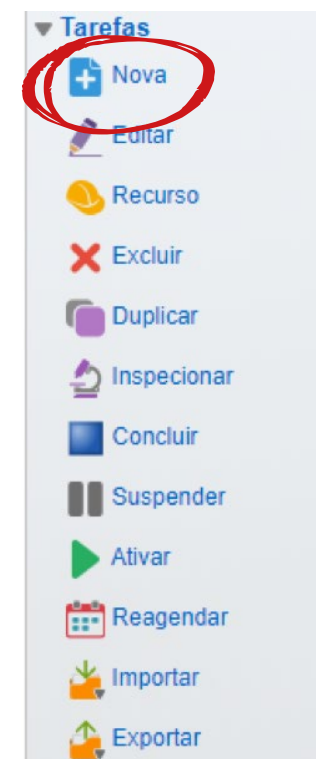 Tarefas
Nova
Editar
Recurso
Excluir
Duplicar
Inspecionar
Concluir
Suspender
Ativar
Reagendar
Importar
Exportar